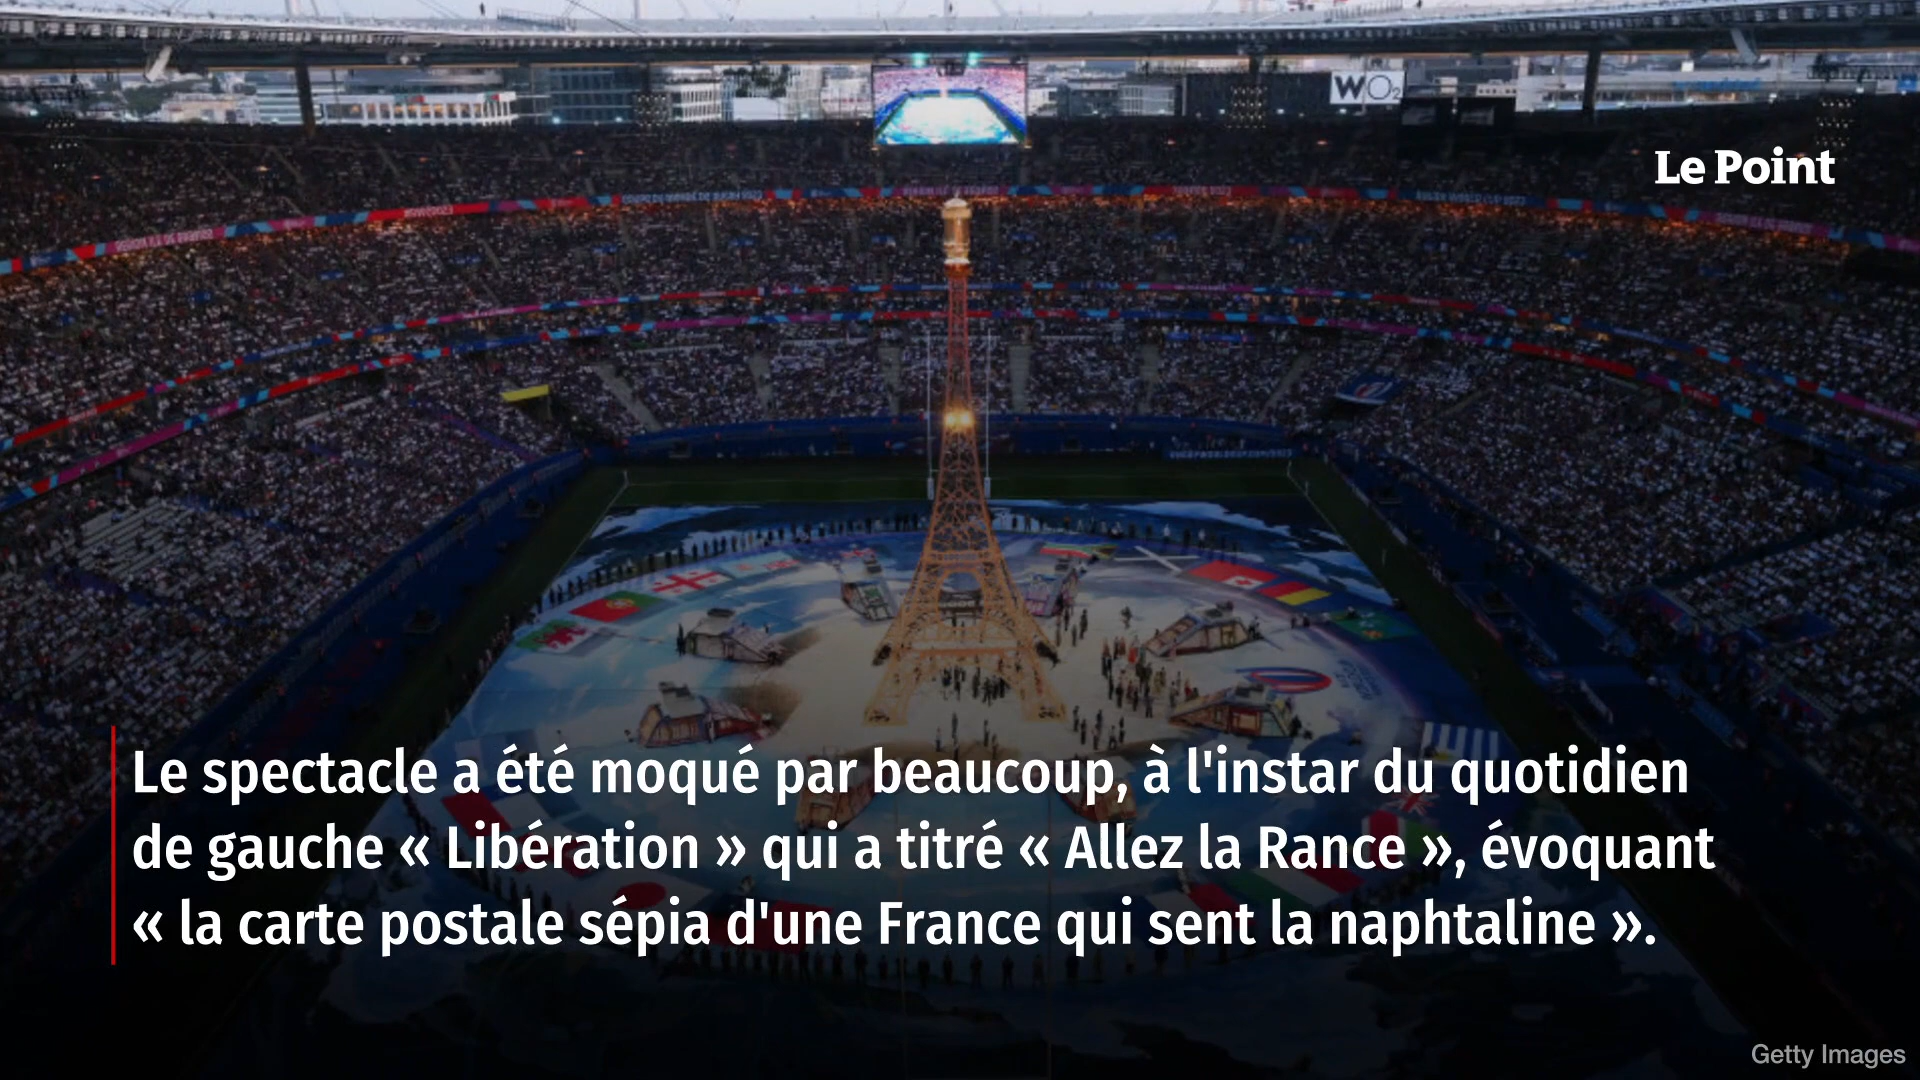 WO2
Le Point
Le spectacle a été moqué par beaucoup, à l'instar du quotidien
de gauche « Libération » qui a titré « Allez la Rance », évoquant
« la carte postale sépia d'une France qui sent la naphtaline ».
Getty Images